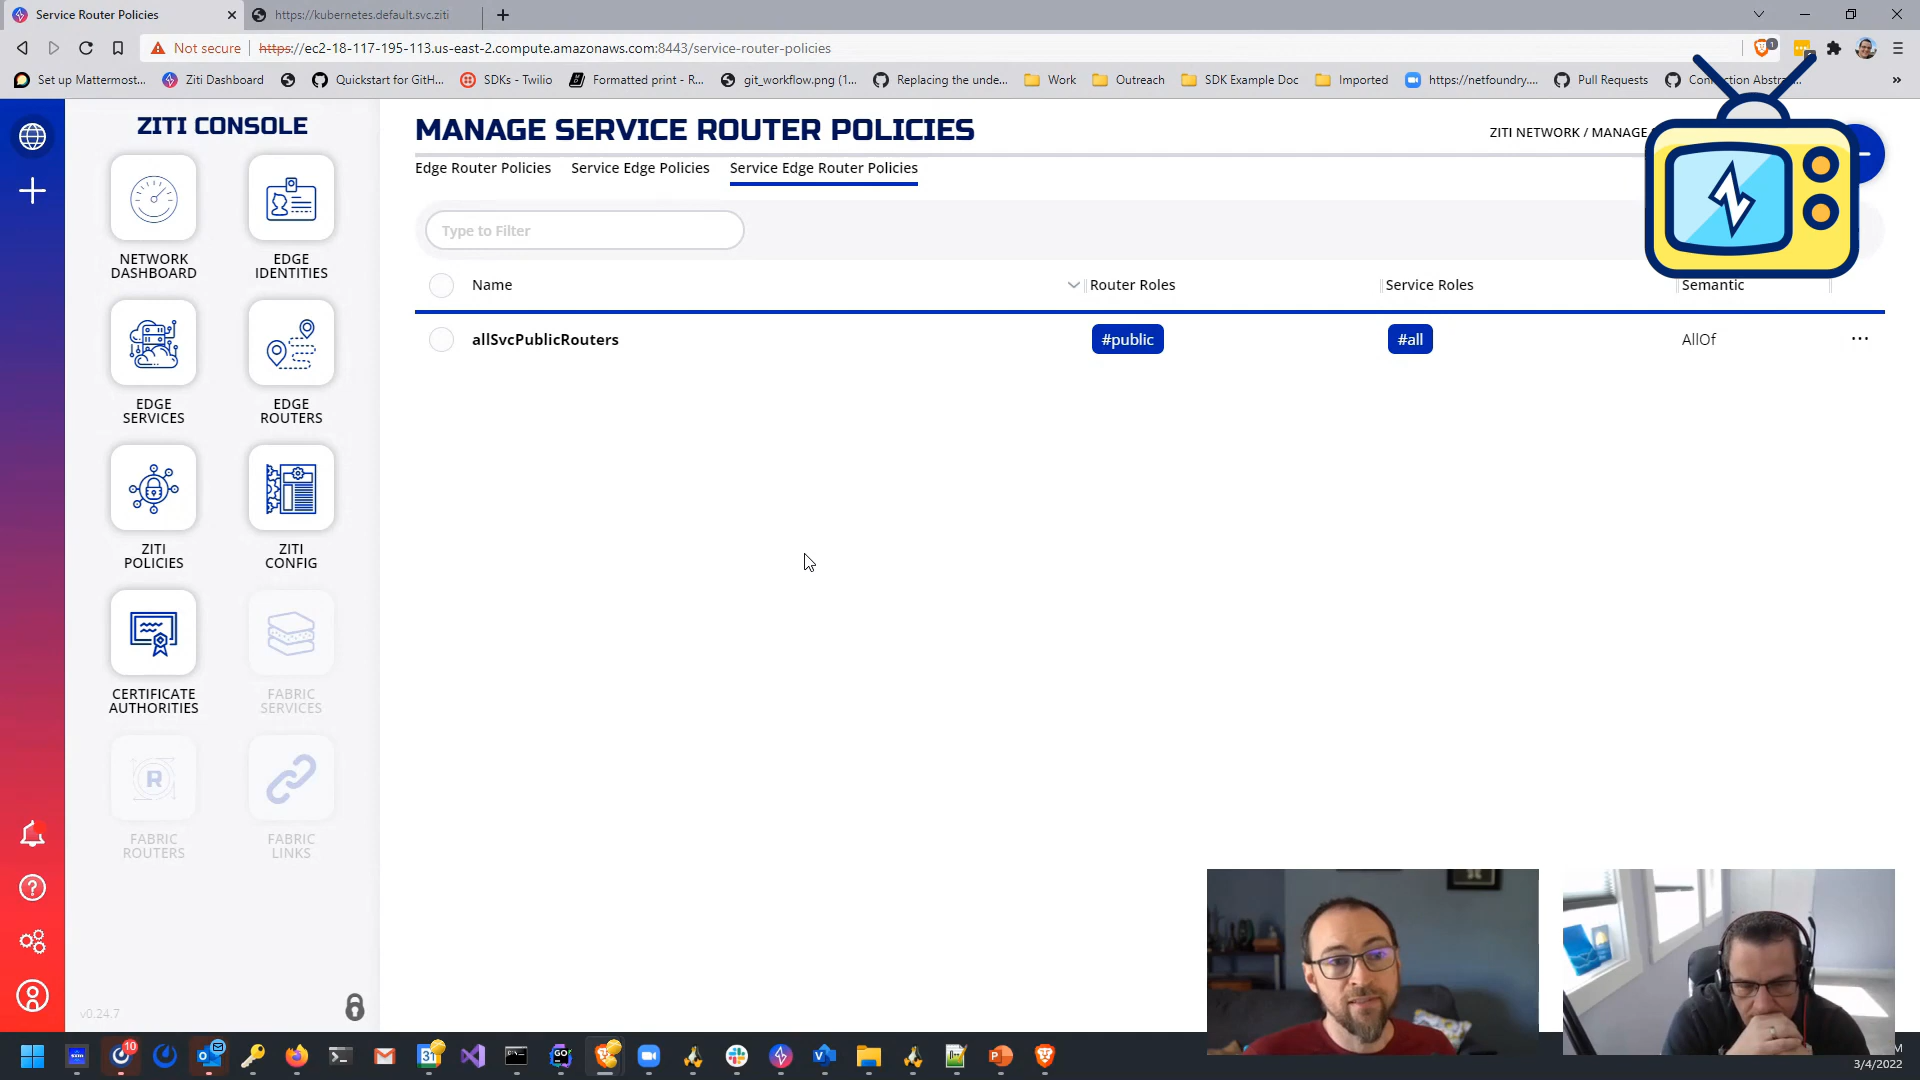 Service Router Policies
https://kubernetes.default.svc.ziti
Not secure
https://ec2-18-117-195-113.us-east-2.compute.amazonaws.com:8443/service-router-policies
1
Set up Mattermost...
Ziti Dashboard
Quickstart for GitH...
SDKs - Twilio
Formatted print - R...
git_workflow.png (1...
Replacing the unde...
Work
Outreach
SDK Example Doc
Imported
https://netfoundry....
Pull Requests
ZITI CONSOLE
NETWORK
DASHBOARD
EDGE
IDENTITIES
EDGE
SERVICES
EDGE
ROUTERS
ZITI
POLICIES
ZITI
CONFIG
CERTIFICATE
AUTHORITIES
FABRIC
SERVICES
R
FABRIC
ROUTERS
FABRIC
LINKS
v0.24.7
MANAGE SERVICE ROUTER POLICIES
ZITI NETWORK / MANAGE
Edge Router Policies
Service Edge Policies
Service Edge Router Policies
Type to Filter
Name
Router Roles
Service Roles
Semantic
allSvcPublicRouters
#public
#all
AllOf
10
31
GO
M
3/4/2022